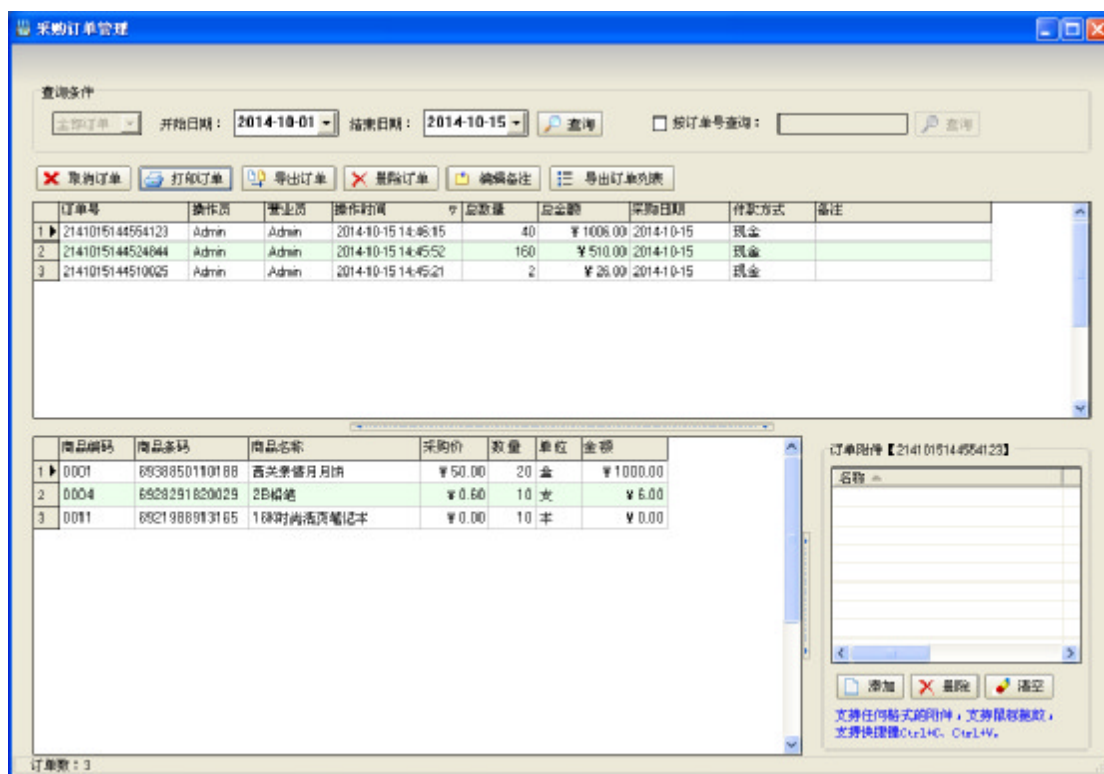 采购订单管理
查询条件
全部订单 开始日期： 2014-10-01 结束日期： 2014-10-15 查询 按订单号查询： 查询
取消订单 打印订单 导出订单 删除订单 编辑备注 导出订单列表
订单号 操作员 营业员 操作时间 总数量 总金额 采购日期 付款方式 备注
1 2141015144554123 Admin Admin 2014-10-15 14:46:15 40 ￥1006.00 2014-10-15 现金
2 2141015144524844 Admin Admin 2014-10-15 14:45:52 160 ￥510.00 2014-10-15 现金
3 2141015144510025 Admin Admin 2014-10-15 14:45:21 2 ￥26.00 2014-10-15 现金
商品编码 商品条码 商品名称 采购价 数量 单位 金额
1 0001 6938850110188 西关景情月月饼 ￥50.00 20 盒 ￥1000.00
2 0004 6928291820029 2B铅笔 ￥0.60 10 支 ￥6.00
3 0011 6921988913165 16K时尚活页笔记本 ￥0.00 10 本 ￥0.00
订单附件【2141015144554123】
名称
添加 删除 清空
支持任何格式的附件，支持鼠标拖放，
支持快捷键Ctrl+C、Ctrl+V。
订单数：3